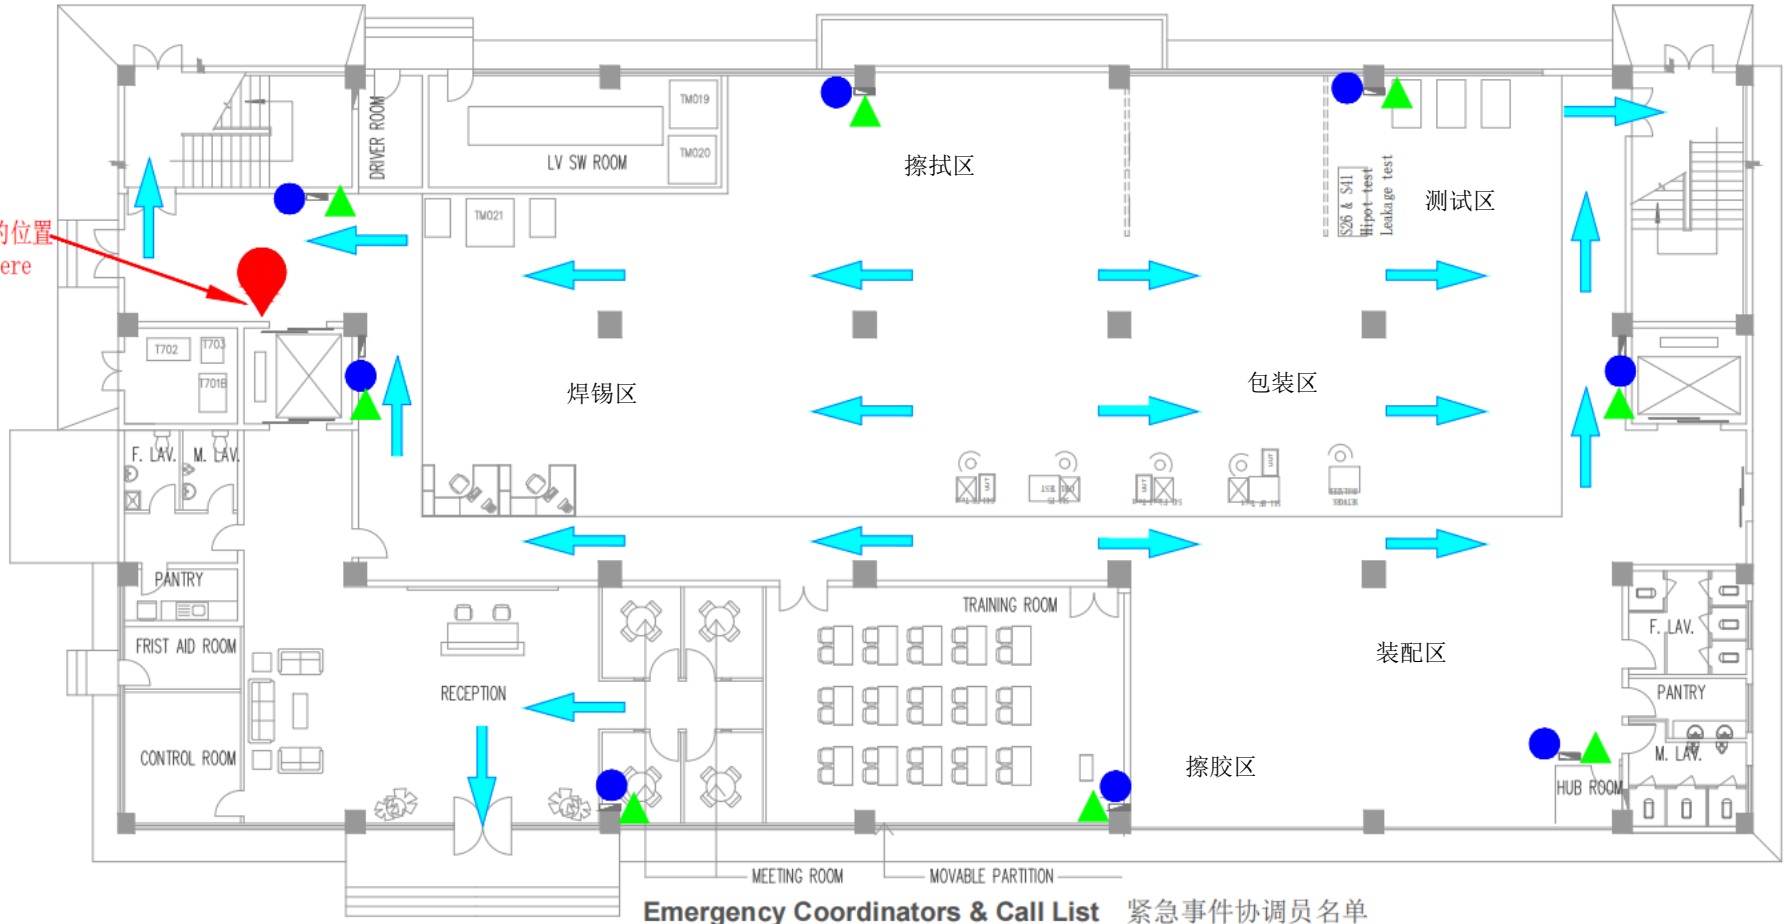 TM019
DRIVER ROOM
LV SW ROOM
TM020
擦拭区
S26 & S41
Hipot test
Leakage test
测试区
TM021
的位置
ere
T702
T703
T701B
焊锡区
包装区
F. LAV.
M. LAV.
UUT
UUT
UUT
PANTRY
TRAINING ROOM
FRIST AID ROOM
F. LAV.
装配区
RECEPTION
PANTRY
CONTROL ROOM
擦胶区
M. LAV.
HUB ROOM
MEETING ROOM
MOVABLE PARTITION
Emergency Coordinators & Call List 紧急事件协调员名单